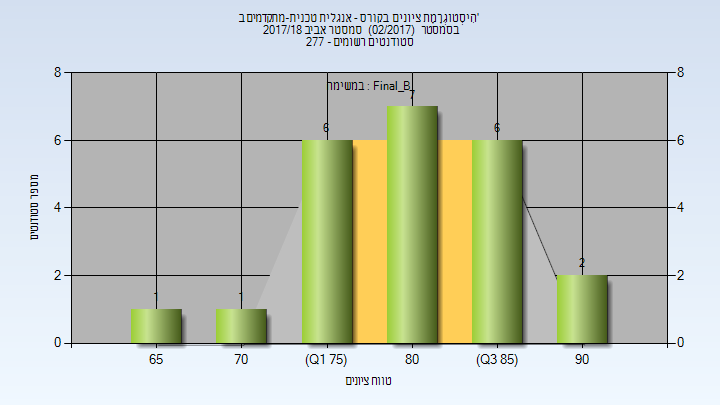 היסטוגרמת ציונים בקורס - אנגלית טכנית-מתקדמים ב'
בסמסטר (02/2017) סמסטר אביב 2017/18
סטודנטים רשומים - 277
במשימה : Final_B
8 8
6 6
4 4
2 2
0 0
1 1 6 7 6 2
65 70 (Q1 75) 80 (Q3 85) 90
מספר סטודנטים
טווח ציונים